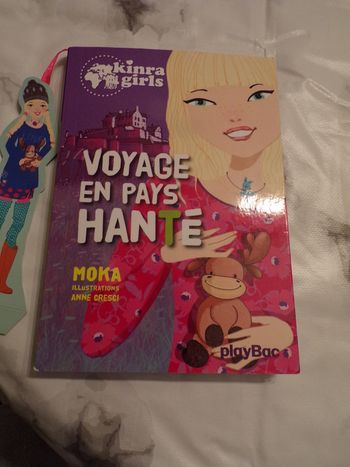 kinra
girls
VOYAGE
EN PAYS
HANTÉ
MOKA
ILLUSTRATIONS
ANNE CRESCI
playBac